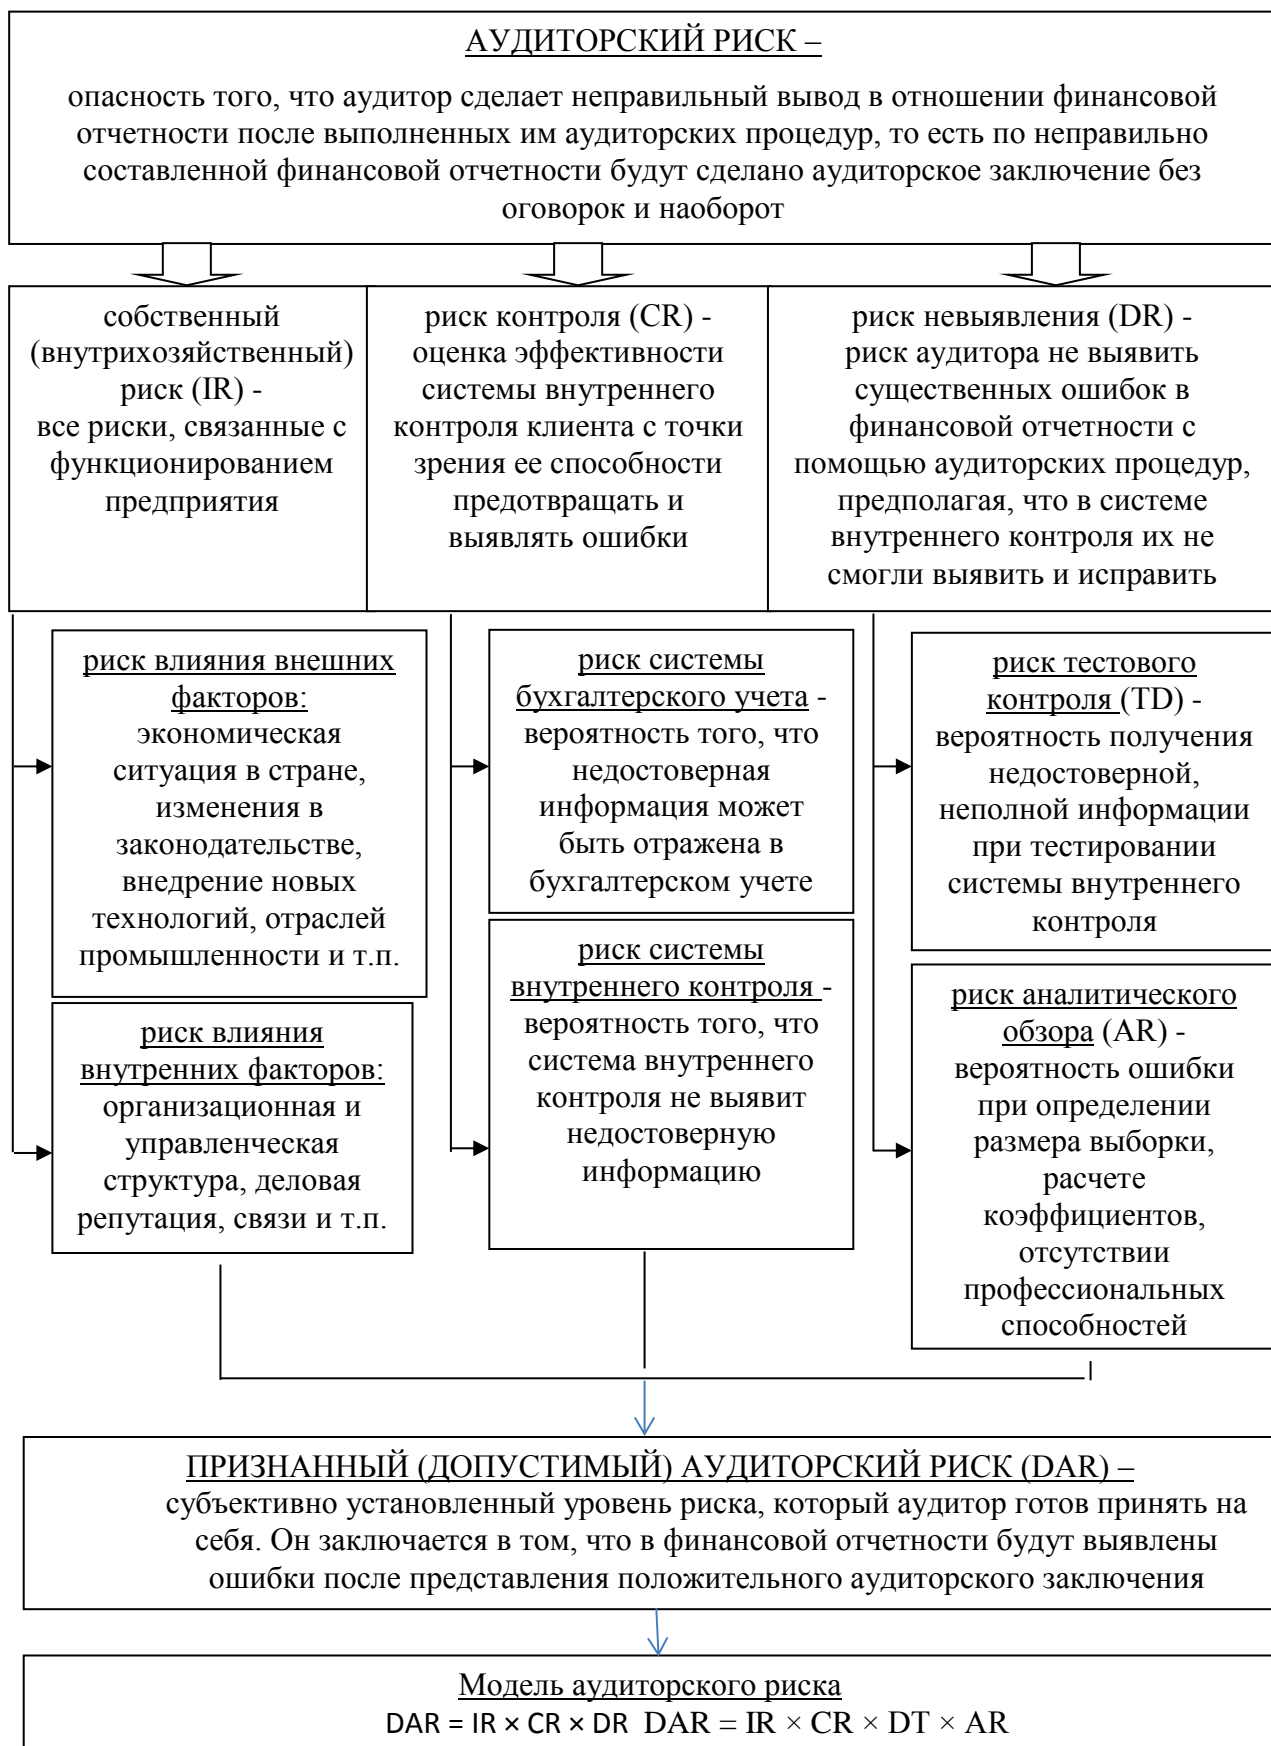 АУДИТОРСКИЙ РИСК –
опасность того, что аудитор сделает неправильный вывод в отношении финансовой
отчетности после выполненных им аудиторских процедур, то есть по неправильно
составленной финансовой отчетности будут сделано аудиторское заключение без
оговорок и наоборот
собственный
(внутрихозяйственный)
риск (IR) -
все риски, связанные с
функционированием
предприятия
риск контроля (CR) -
оценка эффективности
системы внутреннего
контроля клиента с точки
зрения ее способности
предотвращать и
выявлять ошибки
риск невыявления (DR) -
риск аудитора не выявить
существенных ошибок в
финансовой отчетности с
помощью аудиторских процедур,
предполагая, что в системе
внутреннего контроля их не
смогли выявить и исправить
риск влияния внешних
факторов:
экономическая
ситуация в стране,
изменения в
законодательстве,
внедрение новых
технологий, отраслей
промышленности и т.п.
риск влияния
внутренних факторов:
организационная и
управленческая
структура, деловая
репутация, связи и т.п.
риск системы
бухгалтерского учета -
вероятность того, что
недостоверная
информация может
быть отражена в
бухгалтерском учете
риск системы
внутреннего контроля -
вероятность того, что
система внутреннего
контроля не выявит
недостоверную
информацию
риск тестового
контроля (TD) -
вероятность получения
недостоверной,
неполной информации
при тестировании
системы внутреннего
контроля
риск аналитического
обзора (AR) -
вероятность ошибки
при определении
размера выборки,
расчете
коэффициентов,
отсутствии
профессиональных
способностей
ПРИЗНАННЫЙ (ДОПУСТИМЫЙ) АУДИТОРСКИЙ РИСК (DAR) –
субъективно установленный уровень риска, который аудитор готов принять на
себя. Он заключается в том, что в финансовой отчетности будут выявлены
ошибки после представления положительного аудиторского заключения
Модель аудиторского риска
DAR = IR × CR × DR DAR = IR × CR × DT × AR